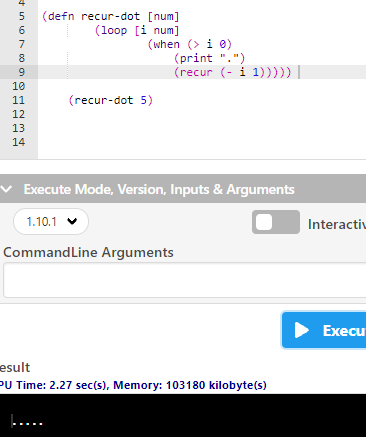 4
5 (defn recur-dot [num]
6 (loop [i num]
7 (when (> i 0)
8 (print ".")
9 (recur (- i 1)))))
10
11 (recur-dot 5)
12
13
14
Execute Mode, Version, Inputs & Arguments
1.10.1
Interactiv
CommandLine Arguments
Execu
esult
PU Time: 2.27 sec(s), Memory: 103180 kilobyte(s)
.....